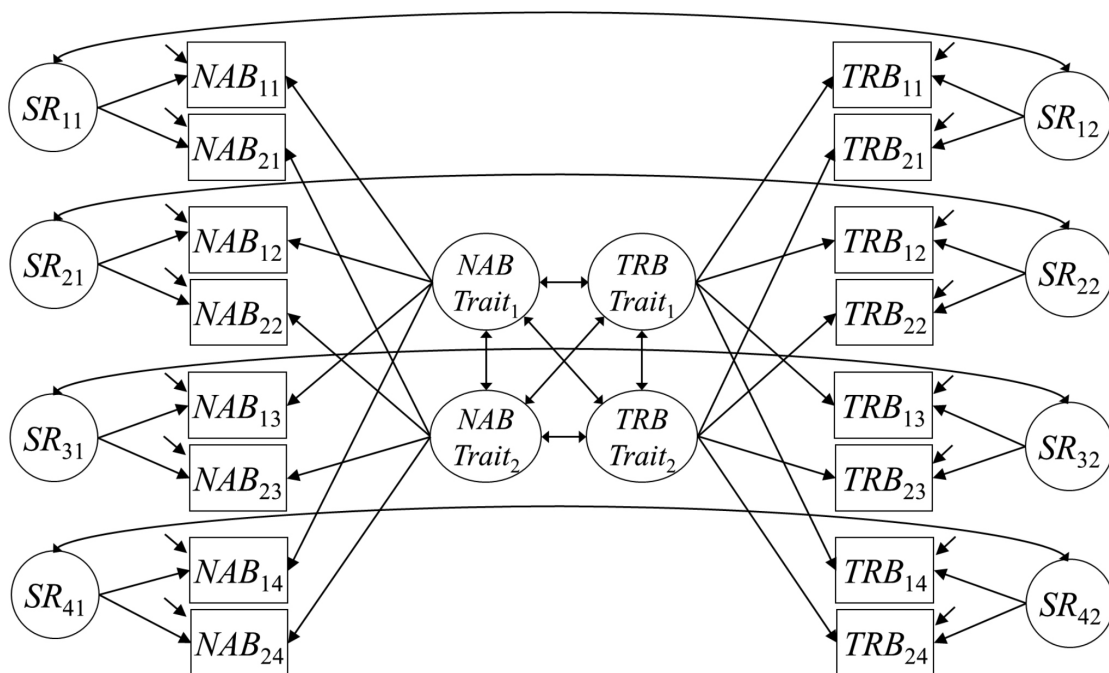 SR₁₁
NAB₁₁
NAB₂₁
TRB₁₁
TRB₂₁
SR₁₂
SR₂₁
NAB₁₂
NAB₂₂
NAB
Trait₁
TRB
Trait₁
TRB₁₂
TRB₂₂
SR₂₂
SR₃₁
NAB₁₃
NAB₂₃
NAB
Trait₂
TRB
Trait₂
TRB₁₃
TRB₂₃
SR₃₂
SR₄₁
NAB₁₄
NAB₂₄
TRB₁₄
TRB₂₄
SR₄₂